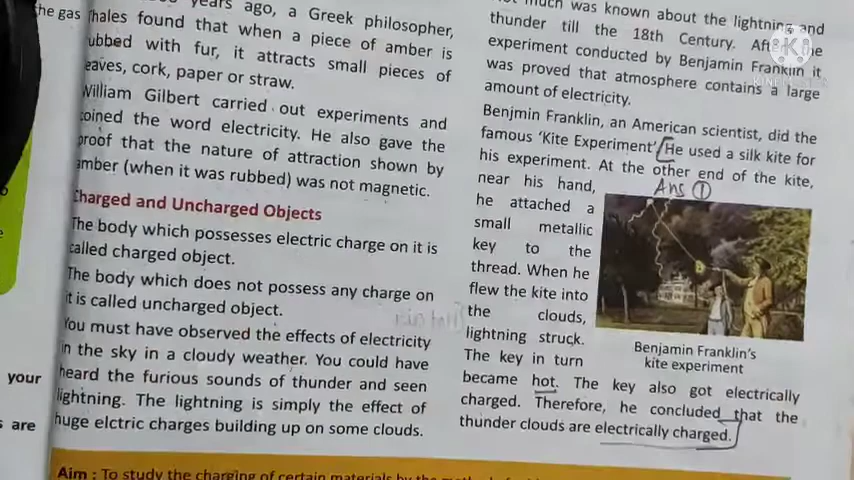 the gas
years ago, a Greek philosopher,
Thales found that when a piece of amber is
rubbed with fur, it attracts small pieces of
leaves, cork, paper or straw.
William Gilbert carried out experiments and
coined the word electricity. He also gave the
proof that the nature of attraction shown by
amber (when it was rubbed) was not magnetic.
Charged and Uncharged Objects
The body which possesses electric charge on it is
called charged object.
The body which does not possess any charge on
it is called uncharged object.
You must have observed the effects of electricity
in the sky in a cloudy weather. You could have
heard the furious sounds of thunder and seen
lightning. The lightning is simply the effect of
huge elctric charges building up on some clouds.
your
s are
much was known about the lightning and
thunder till the 18th Century. After the
experiment conducted by Benjamin Franklin it
was proved that atmosphere contains a large
amount of electricity.
Benjmin Franklin, an American scientist, did the
famous 'Kite Experiment'. He used a silk kite for
his experiment. At the other end of the kite,
Ans 1
near his hand,
he attached a
small metallic
key to the
thread. When he
flew the kite into
the clouds,
lightning struck.
The key in turn
became hot. The key also got electrically
charged. Therefore, he concluded that the
thunder clouds are electrically charged.
Benjamin Franklin's
kite experiment
Aim : To study the charging of certain materials by the
K
KINEMASTER